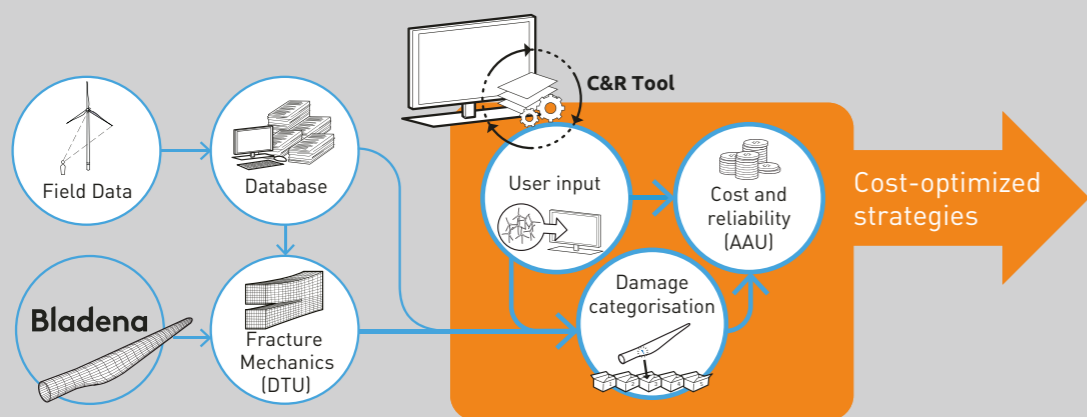 C&R Tool
Field Data
Database
User input
Cost and
reliability
(AAU)
Cost-optimized
strategies
Bladena
Fracture
Mechanics
(DTU)
Damage
categorisation